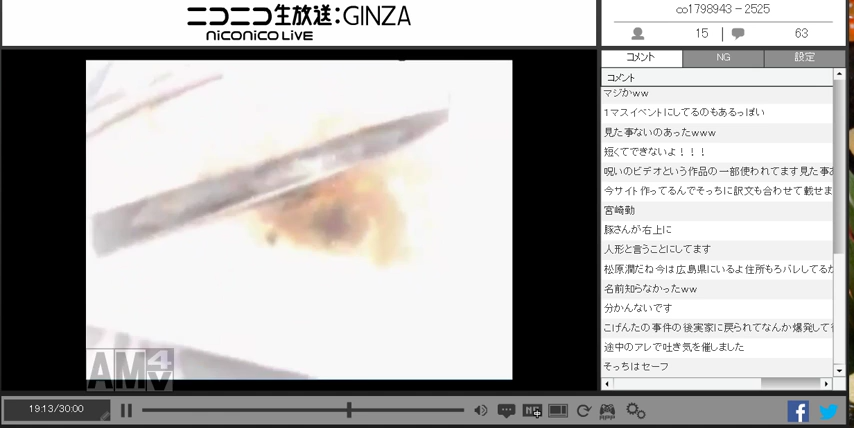 ニコニコ生放送:GINZA
niconico LiVE
co1798943-2525
15
63
コメント
NG
設定
コメント
マジかww
1マスイベントにしてるのもあるっぽい
見た事ないのあったwww
短くてできないよ!!!
呪いのビデオという作品の一部使われてます見た事あ
今サイト作ってるんでそっちに訳文も合わせて載せま
宮崎勤
豚さんが右上に
人形と言うことにしてます
松原潤だね今は広島県にいるよ住所もろバレしてるか
名前知らなかったww
分かんないです
こげんたの事件の後実家に戻られてなんか爆発して
途中のアレで吐き気を催しました
そっちはセーフ
AM4V
19:13/30:00